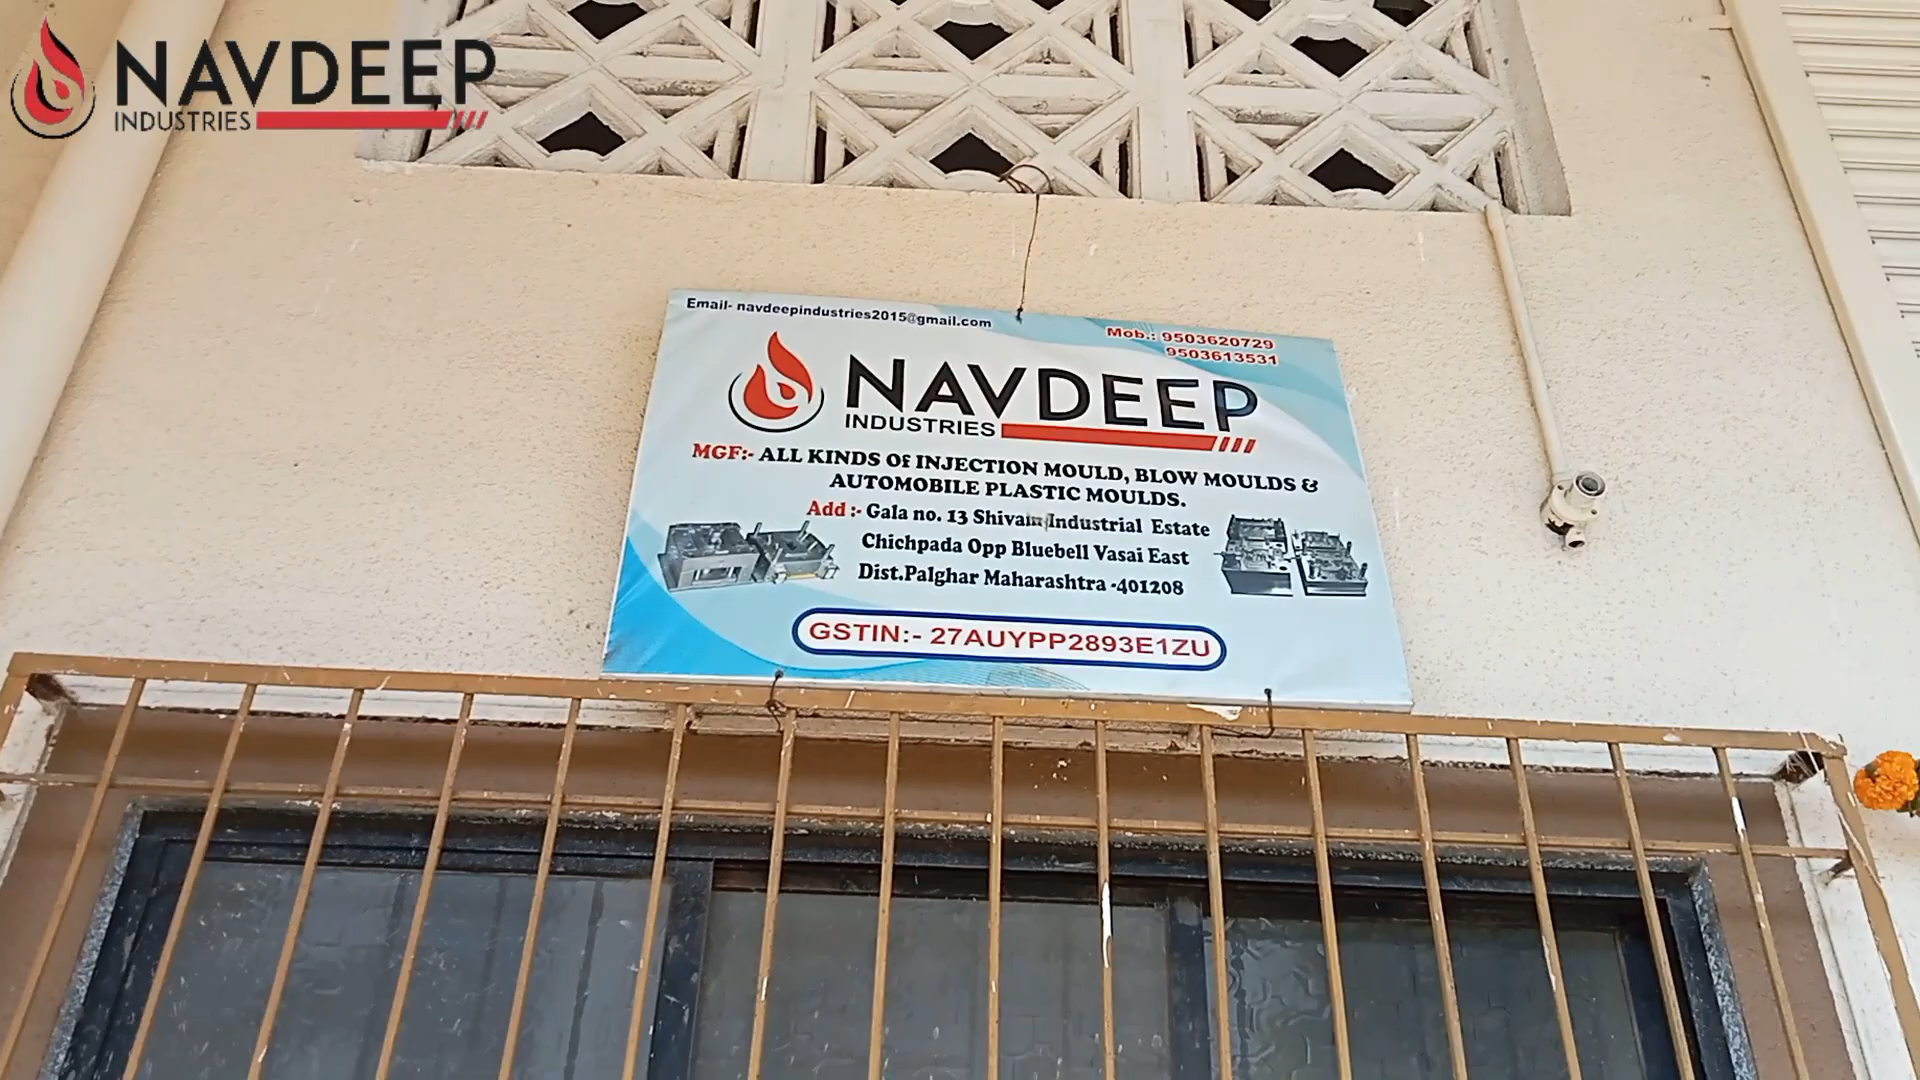 NAVDEEP
INDUSTRIES
Email- navdeepindustries2015@gmail.com
Mob.: 9503620729
9503613531
NAVDEEP
INDUSTRIES
MGF:- ALL KINDS Of INJECTION MOULD, BLOW MOULDS &
AUTOMOBILE PLASTIC MOULDS.
Add :- Gala no. 13 Shivam Industrial Estate
Chichpada Opp Bluebell Vasai East
Dist.Palghar Maharashtra -401208
GSTIN:- 27AUYPP2893E1ZU